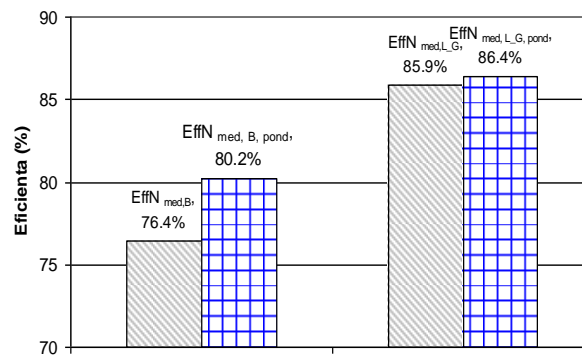 90
85
80
75
70
Eficienta (%)
EffN med,B,
76.4%
EffN med, B, pond,
80.2%
EffN med,L_G,
85.9%
EffN med, L_G, pond,
86.4%